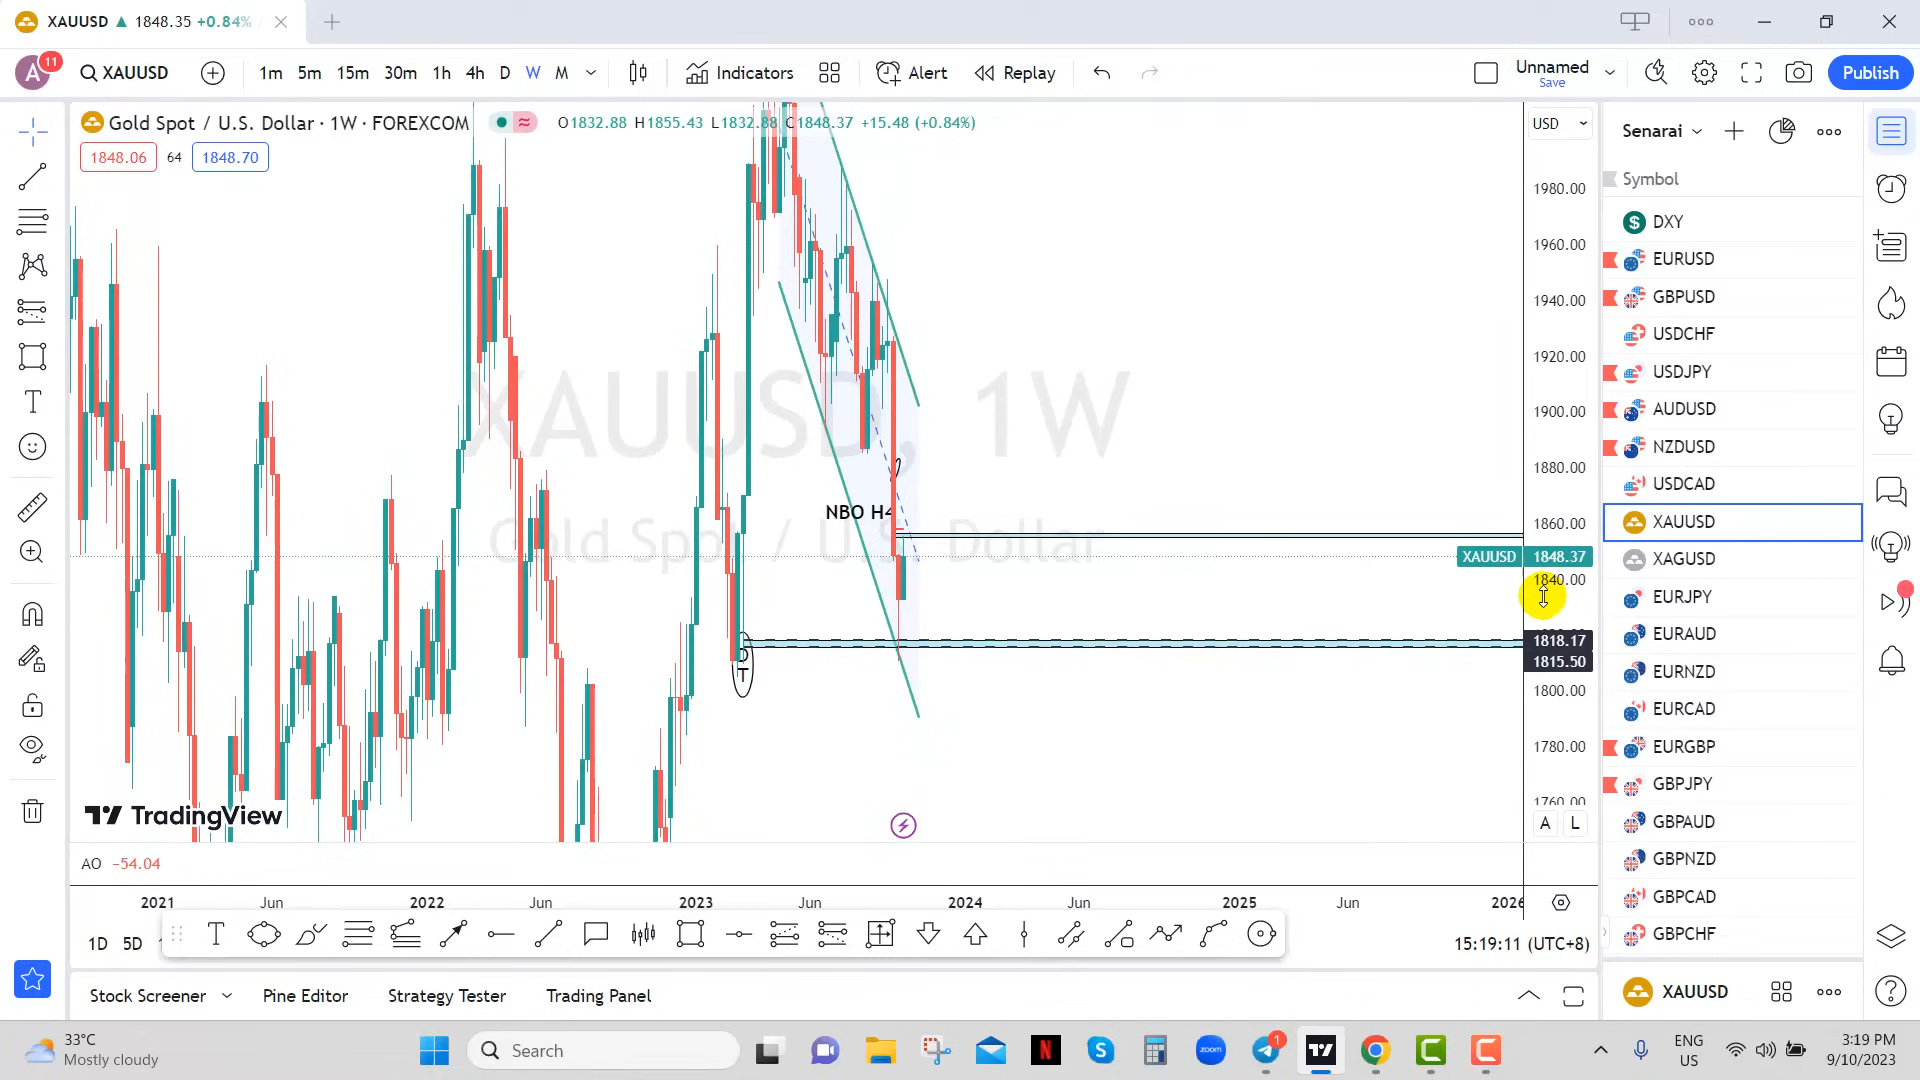 XAUUSD ▲ 1848.35 +0.84%
A 11 XAUUSD 1m 5m 15m 30m 1h 4h D W M Indicators Alert Replay Unnamed Save Publish
Gold Spot / U.S. Dollar · 1W · FOREXCOM O1832.88 H1855.43 L1832.88 C1848.37 +15.48 (+0.84%)
1848.06 64 1848.70
XAUUSD, 1W
Gold Spot / U.S. Dollar
NBO H4
T
USD
1980.00
1960.00
1940.00
1920.00
1900.00
1880.00
1860.00
XAUUSD 1848.37
1840.00
1818.17
1815.50
1800.00
1780.00
1760.00
A L
TradingView
AO −54.04
2021 Jun 2022 Jun 2023 Jun 2024 Jun 2025 Jun 2026
1D 5D
T
15:19:11 (UTC+8)
Stock Screener Pine Editor Strategy Tester Trading Panel
Senarai
Symbol
DXY
EURUSD
GBPUSD
USDCHF
USDJPY
AUDUSD
NZDUSD
USDCAD
XAUUSD
XAGUSD
EURJPY
EURAUD
EURNZD
EURCAD
EURGBP
GBPJPY
GBPAUD
GBPNZD
GBPCAD
GBPCHF
XAUUSD
33°C
Mostly cloudy
Search
zoom
1
ENG
US
3:19 PM
9/10/2023